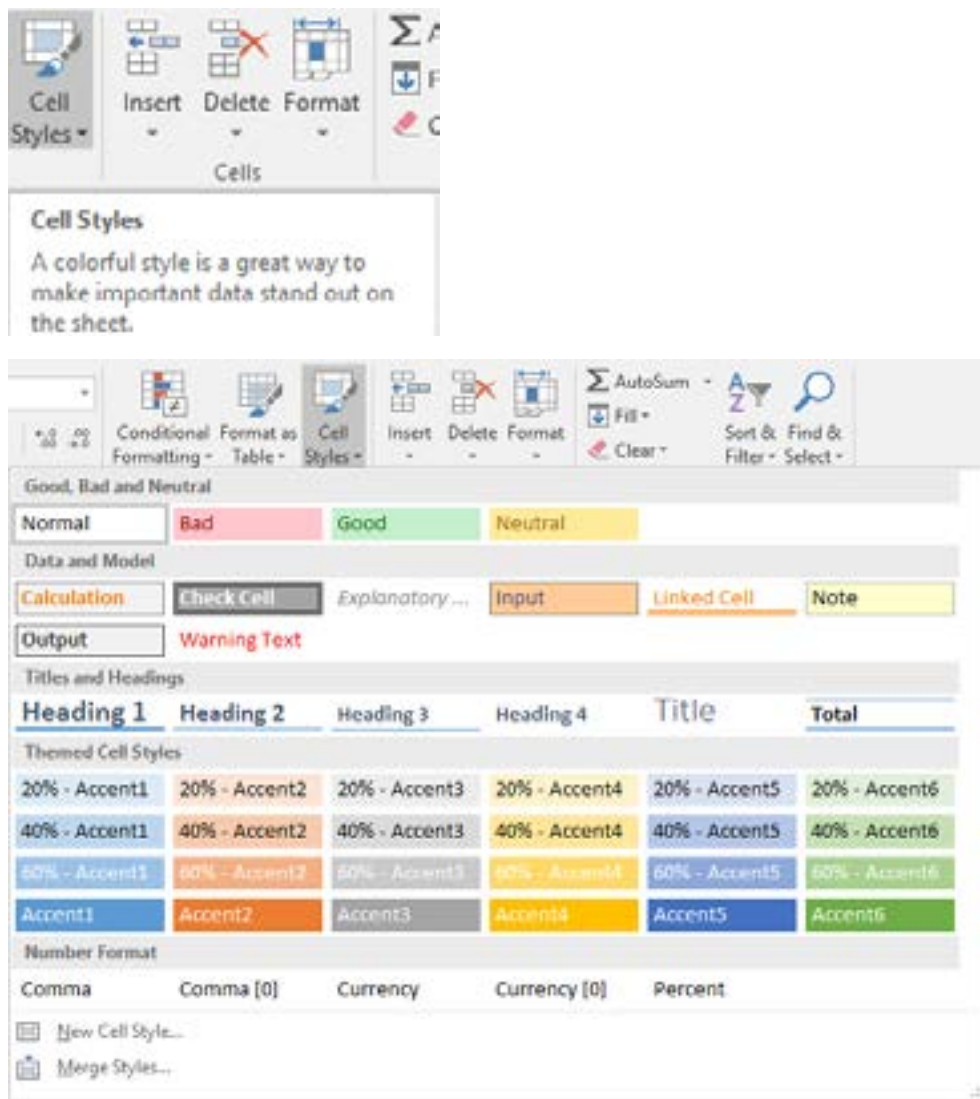 Cell
Styles
Insert
Delete
Format
Cells
Cell Styles
A colorful style is a great way to
make important data stand out on
the sheet.
Conditional Formatting
Format as Table
Cell Styles
Insert
Delete
Format
AutoSum
Fill
Clear
Sort & Filter
Find & Select
Good, Bad and Neutral
Normal Bad Good Neutral
Data and Model
Calculation Check Cell Explanatory ... Input Linked Cell Note
Output Warning Text
Titles and Headings
Heading 1 Heading 2 Heading 3 Heading 4 Title Total
Themed Cell Styles
20% - Accent1 20% - Accent2 20% - Accent3 20% - Accent4 20% - Accent5 20% - Accent6
40% - Accent1 40% - Accent2 40% - Accent3 40% - Accent4 40% - Accent5 40% - Accent6
60% - Accent1 60% - Accent2 60% - Accent3 60% - Accent4 60% - Accent5 60% - Accent6
Accent1 Accent2 Accent3 Accent4 Accent5 Accent6
Number Format
Comma Comma [0] Currency Currency [0] Percent
New Cell Style...
Merge Styles...